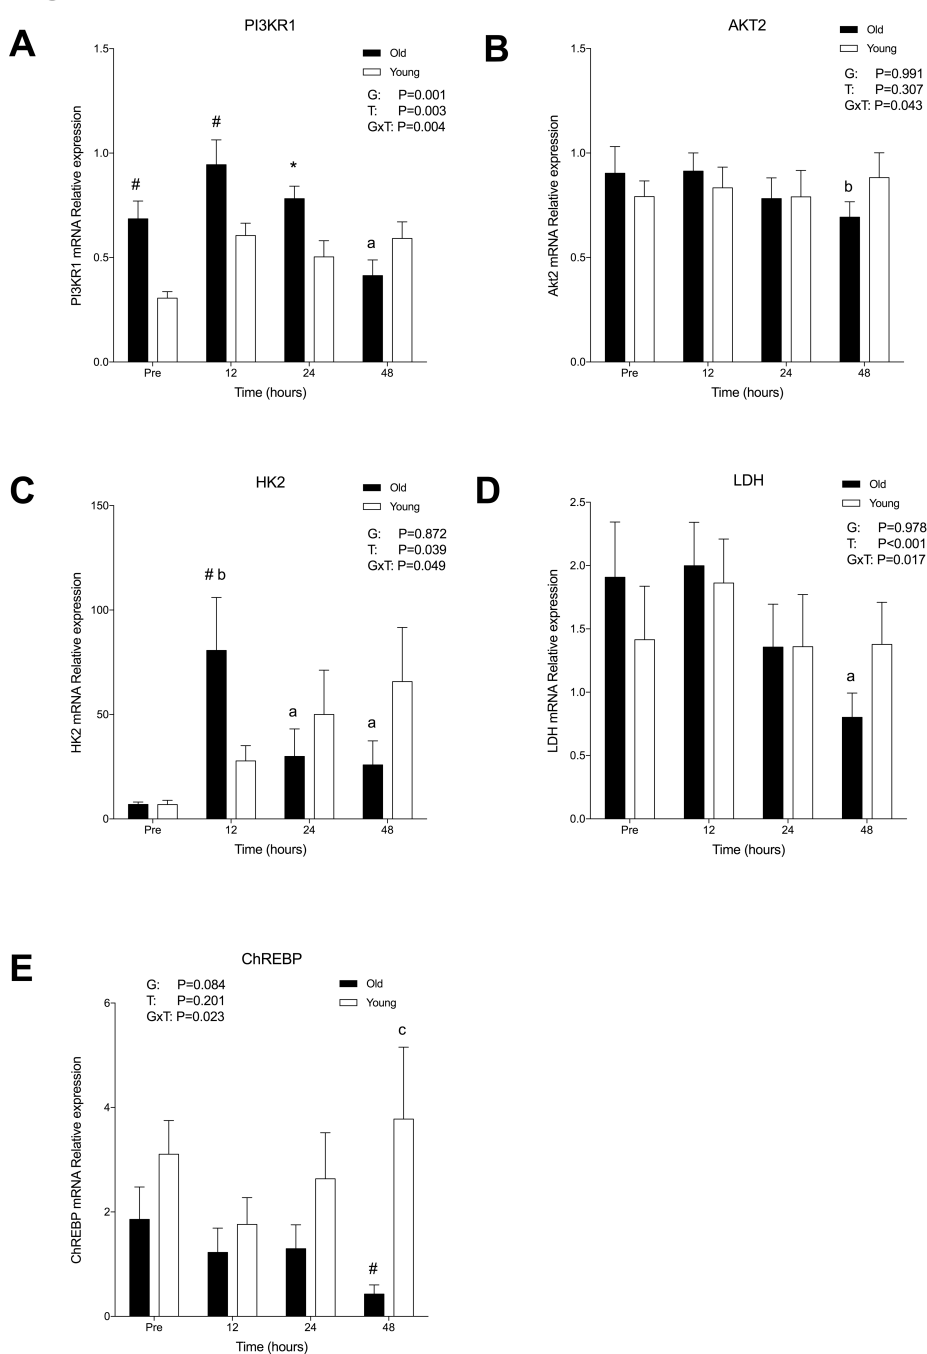 A
PI3KR1
Old
Young
G: P=0.001
T: P=0.003
GxT: P=0.004
PI3KR1 mRNA Relative expression
1.5
1.0
0.5
0.0
#
#
*
a
Pre 12 24 48
Time (hours)
B
AKT2
Old
Young
G: P=0.991
T: P=0.307
GxT: P=0.043
Akt2 mRNA Relative expression
1.5
1.0
0.5
0.0
b
Pre 12 24 48
Time (hours)
C
HK2
Old
Young
G: P=0.872
T: P=0.039
GxT: P=0.049
HK2 mRNA Relative expression
150
100
50
0
# b
a
a
Pre 12 24 48
Time (hours)
D
LDH
Old
Young
G: P=0.978
T: P<0.001
GxT: P=0.017
LDH mRNA Relative expression
2.5
2.0
1.5
1.0
0.5
0.0
a
Pre 12 24 48
Time (hours)
E
ChREBP
G: P=0.084
T: P=0.201
GxT: P=0.023
Old
Young
ChREBP mRNA Relative expression
6
4
2
0
#
c
Pre 12 24 48
Time (hours)